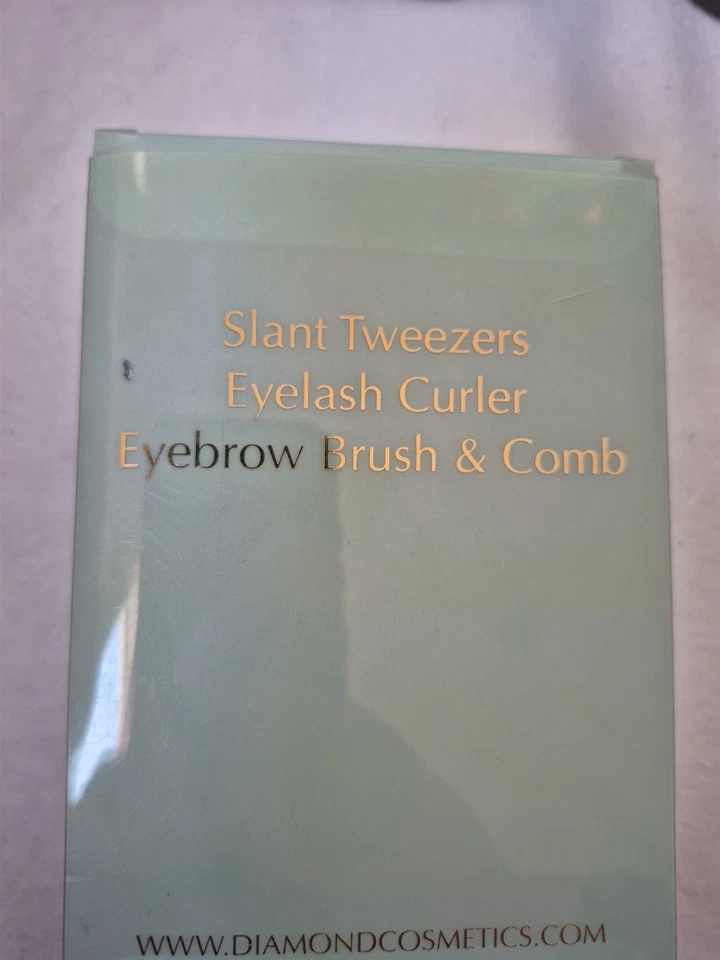 Slant Tweezers
Eyelash Curler
Eyebrow Brush & Comb
WWW.DIAMONDCOSMETICS.COM